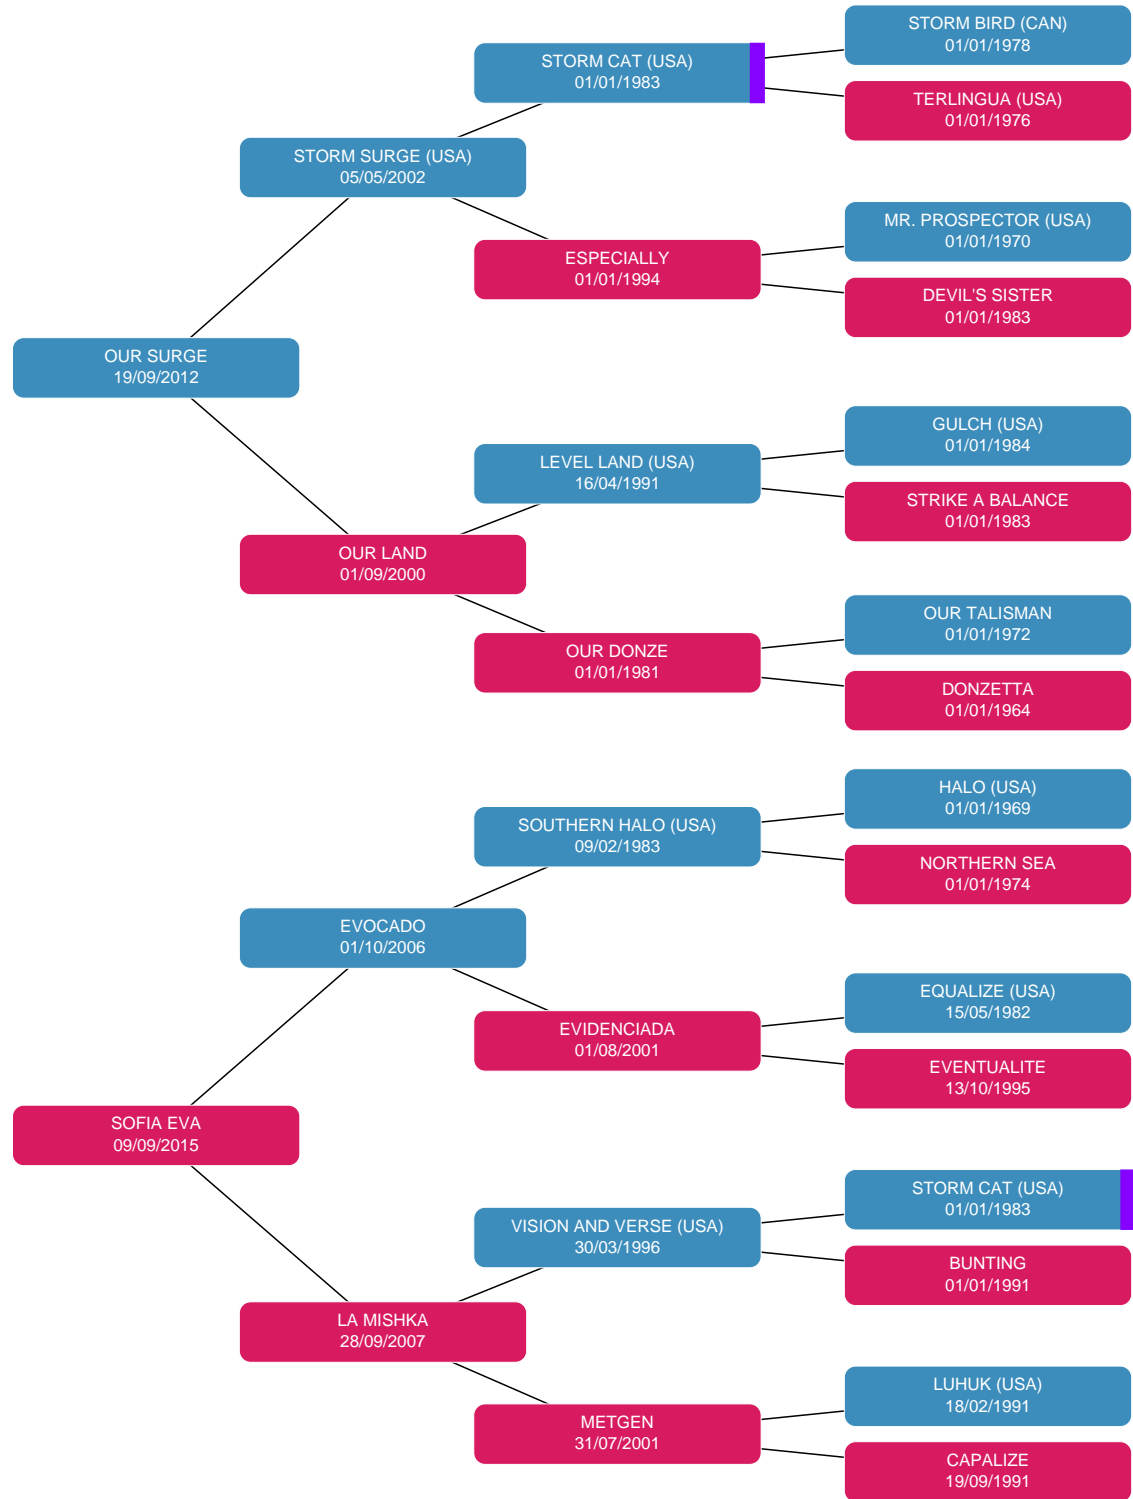 STORM BIRD (CAN)
01/01/1978
STORM CAT (USA)
01/01/1983
TERLINGUA (USA)
01/01/1976
STORM SURGE (USA)
05/05/2002
MR. PROSPECTOR (USA)
01/01/1970
ESPECIALLY
01/01/1994
DEVIL'S SISTER
01/01/1983
OUR SURGE
19/09/2012
GULCH (USA)
01/01/1984
LEVEL LAND (USA)
16/04/1991
STRIKE A BALANCE
01/01/1983
OUR LAND
01/09/2000
OUR TALISMAN
01/01/1972
OUR DONZE
01/01/1981
DONZETTA
01/01/1964
HALO (USA)
01/01/1969
SOUTHERN HALO (USA)
09/02/1983
NORTHERN SEA
01/01/1974
EVOCADO
01/10/2006
EQUALIZE (USA)
15/05/1982
EVIDENCIADA
01/08/2001
EVENTUALITE
13/10/1995
SOFIA EVA
09/09/2015
STORM CAT (USA)
01/01/1983
VISION AND VERSE (USA)
30/03/1996
BUNTING
01/01/1991
LA MISHKA
28/09/2007
LUHUK (USA)
18/02/1991
METGEN
31/07/2001
CAPALIZE
19/09/1991